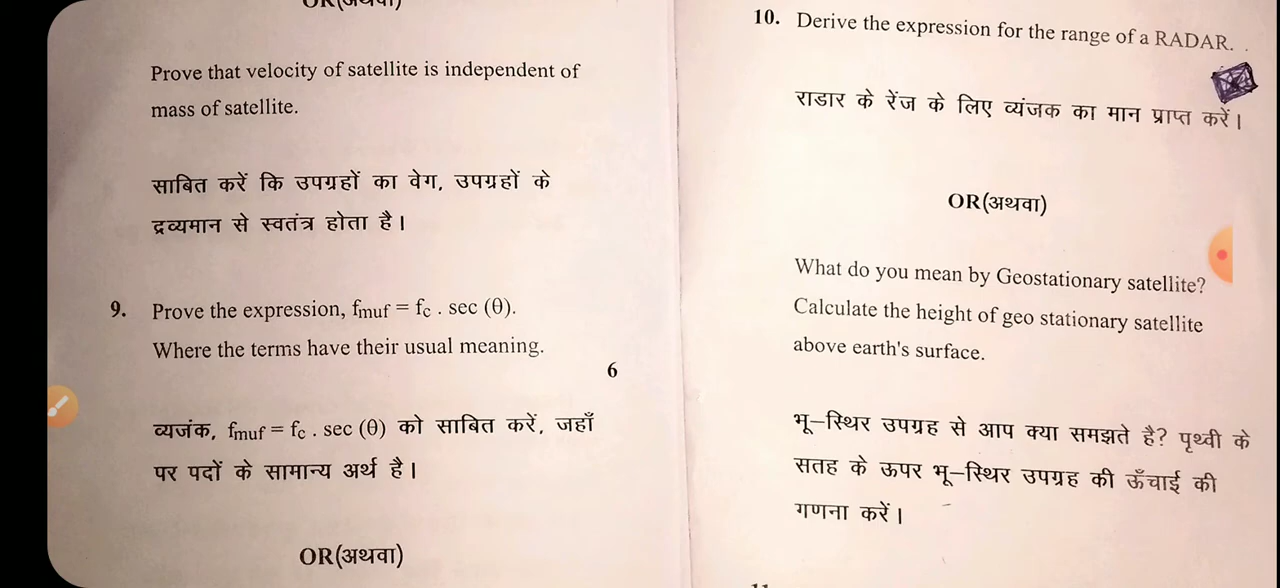 OR(अथवा)
Prove that velocity of satellite is independent of
mass of satellite.
साबित करें कि उपग्रहों का वेग, उपग्रहों के
द्रव्यमान से स्वतंत्र होता है।
9. Prove the expression, fmuf = fc . sec (θ).
Where the terms have their usual meaning.
6
व्यजंक, fmuf = fc . sec (θ) को साबित करें, जहाँ
पर पदों के सामान्य अर्थ है।
OR(अथवा)
10. Derive the expression for the range of a RADAR.
राडार के रेंज के लिए व्यंजक का मान प्राप्त करें।
OR(अथवा)
What do you mean by Geostationary satellite?
Calculate the height of geo stationary satellite
above earth's surface.
भू–स्थिर उपग्रह से आप क्या समझते है? पृथ्वी के
सतह के ऊपर भू–स्थिर उपग्रह की ऊँचाई की
गणना करें।